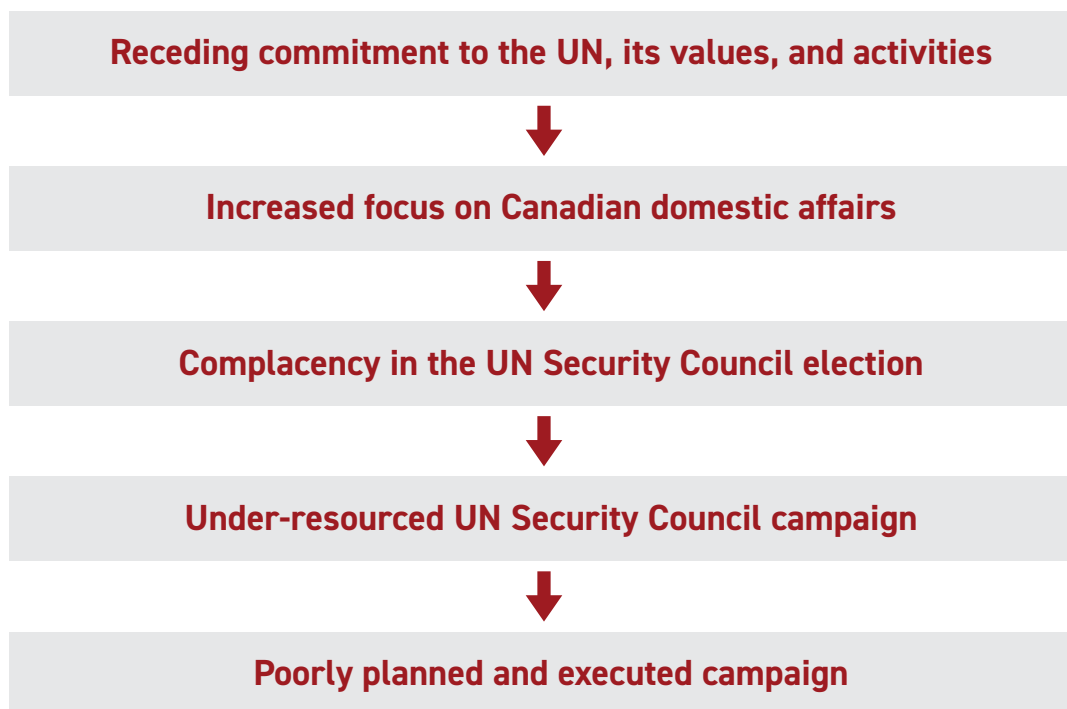 Receding commitment to the UN, its values, and activities
Increased focus on Canadian domestic affairs
Complacency in the UN Security Council election
Under-resourced UN Security Council campaign
Poorly planned and executed campaign